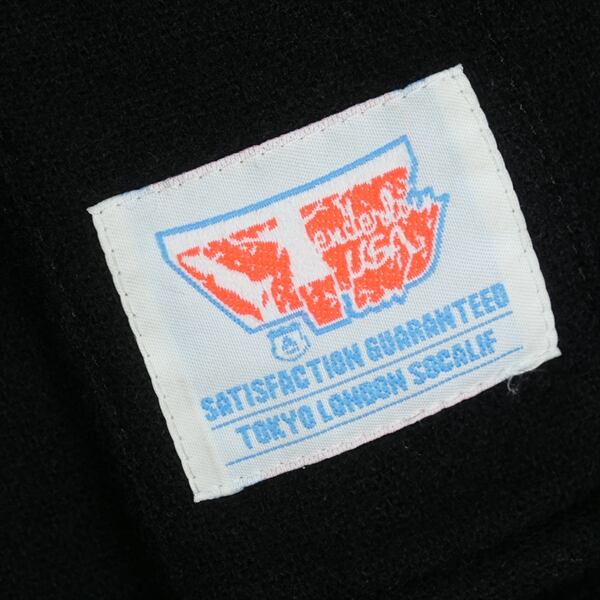 Tenderloin
USA
SATISFACTION GUARANTEED
TOKYO LONDON SOCALIF